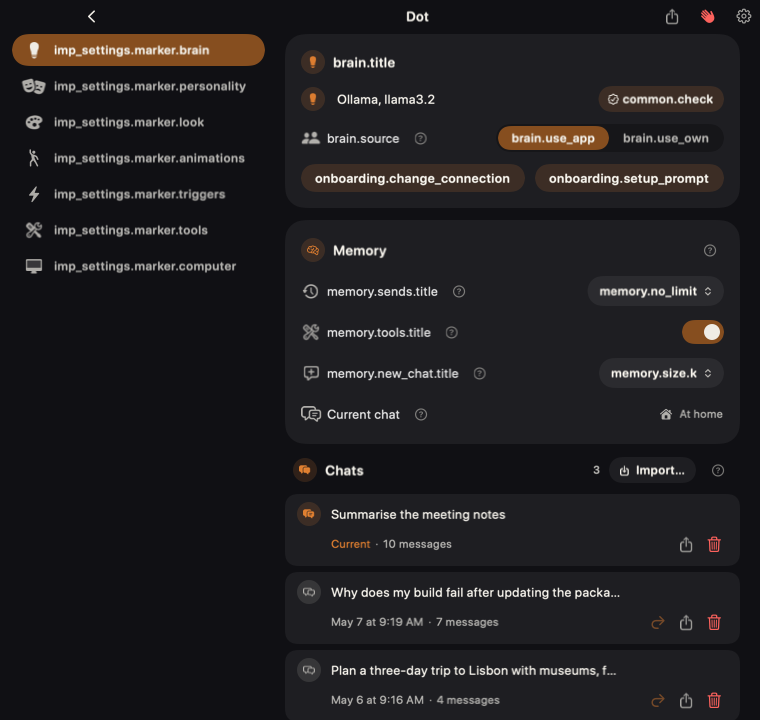 Dot
imp_settings.marker.brain
imp_settings.marker.personality
imp_settings.marker.look
imp_settings.marker.animations
imp_settings.marker.triggers
imp_settings.marker.tools
imp_settings.marker.computer
brain.title
Ollama, llama3.2 common.check
brain.source brain.use_app brain.use_own
onboarding.change_connection onboarding.setup_prompt
Memory
memory.sends.title memory.no_limit
memory.tools.title
memory.new_chat.title memory.size.k
Current chat At home
Chats 3 Import...
Summarise the meeting notes
Current · 10 messages
Why does my build fail after updating the packa...
May 7 at 9:19 AM · 7 messages
Plan a three-day trip to Lisbon with museums, f...
May 6 at 9:16 AM · 4 messages